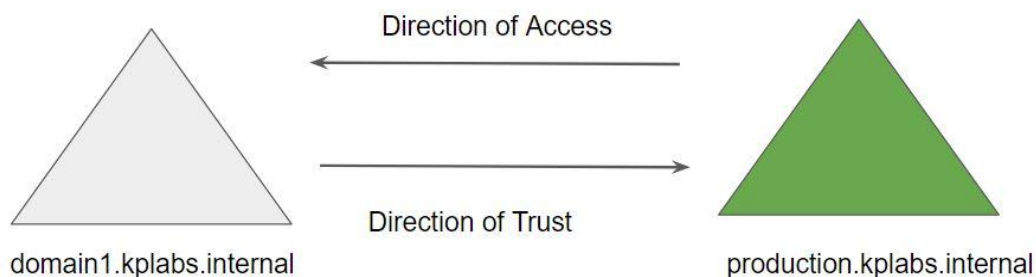 Direction of Access
Direction of Trust
domain1.kplabs.internal
production.kplabs.internal